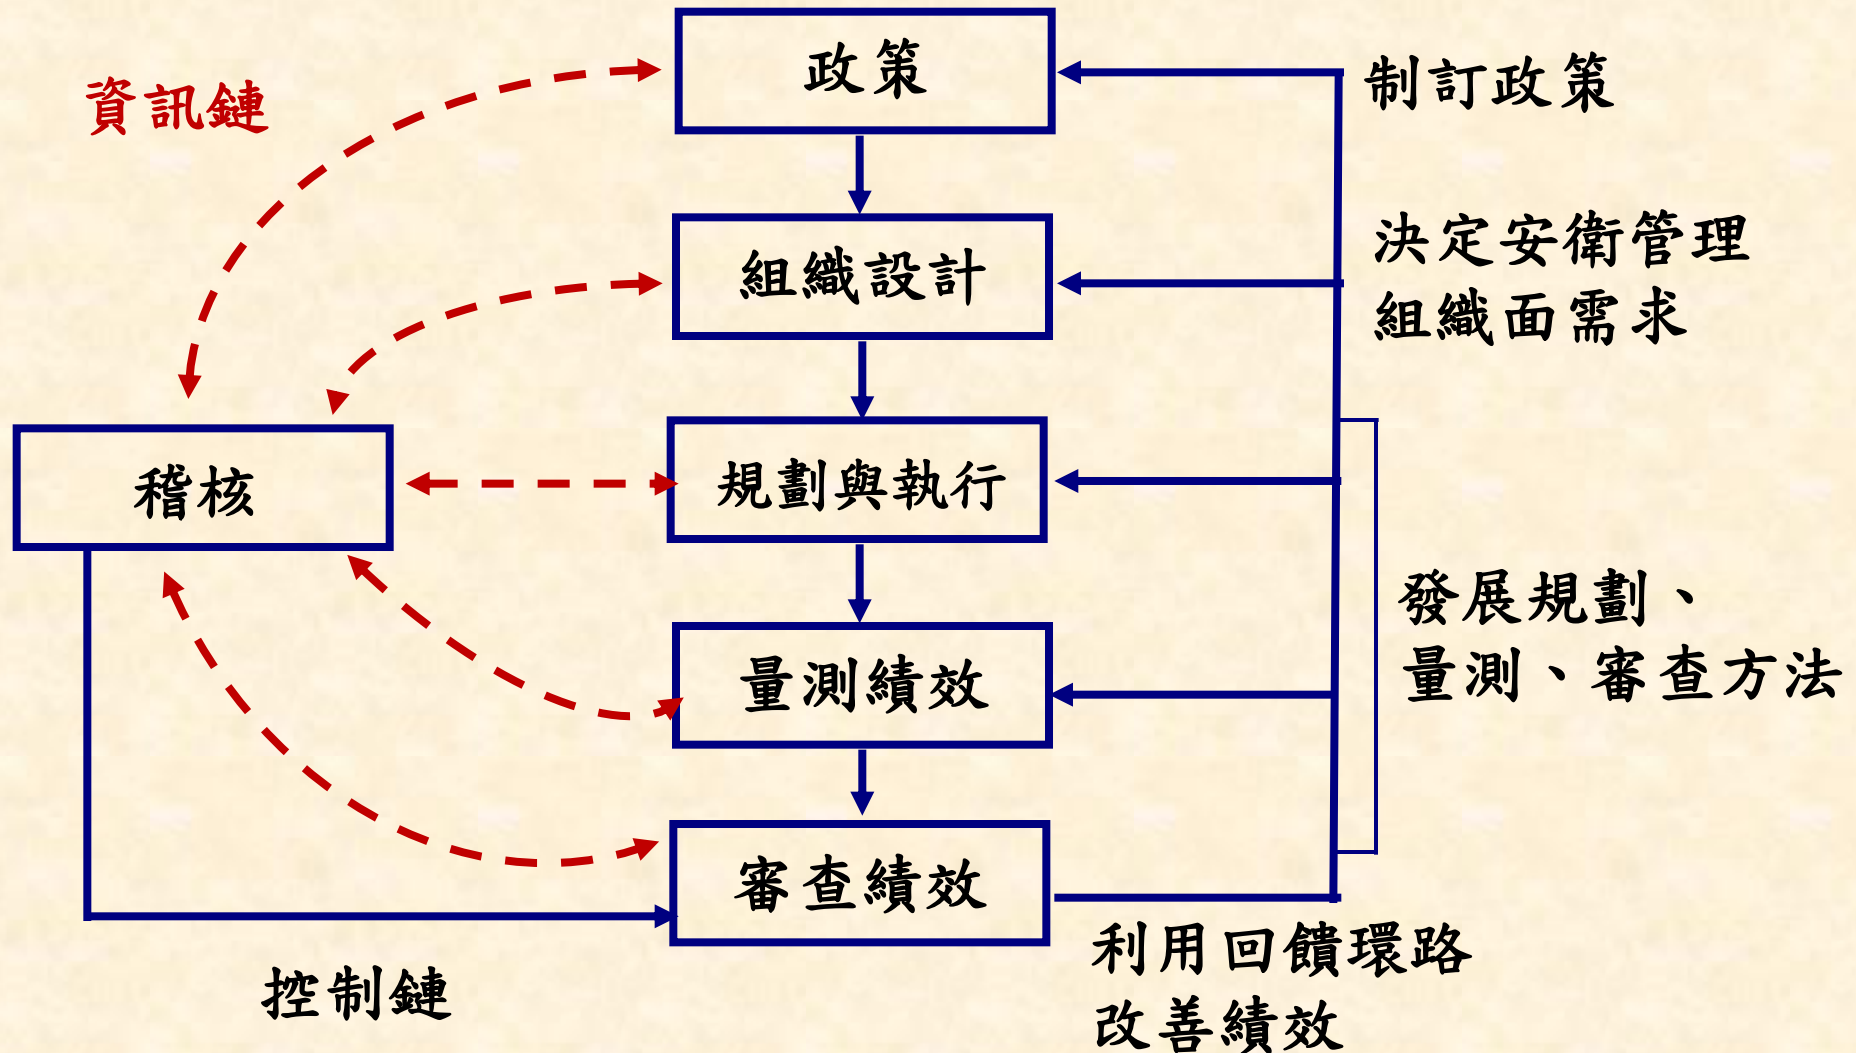 政策
制訂政策
資訊鏈
組織設計
決定安衛管理
組織面需求
稽核
規劃與執行
發展規劃、
量測、審查方法
量測績效
審查績效
利用回饋環路
改善績效
控制鏈